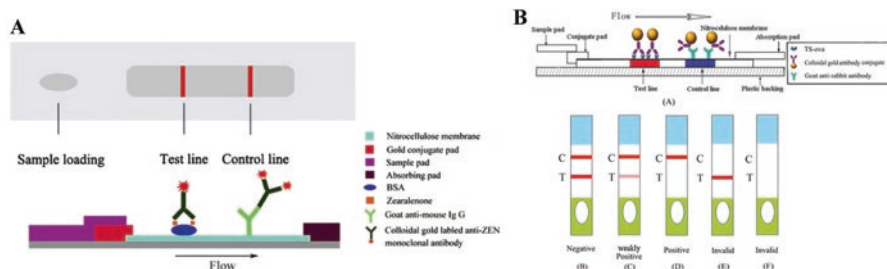 A
Sample loading
Test line
Control line
Nitrocellulose membrane
Gold conjugate pad
Sample pad
Absorbing pad
BSA
Zearalenone
Goat anti-mouse Ig G
Colloidal gold labled anti-ZEN
monoclonal antibody
Flow
B
Flow
Sample pad
Conjugate pad
Nitrocellulose membrane
Absorption pad
TS-ova
Colloidal gold antibody conjugate
Goat anti-rabbit antibody
Test line
Control line
Plastic backing
(A)
C
T
C
T
C
T
C
T
Negative
weakly
Positive
Positive
Invalid
Invalid
(B)
(C)
(D)
(E)
(F)